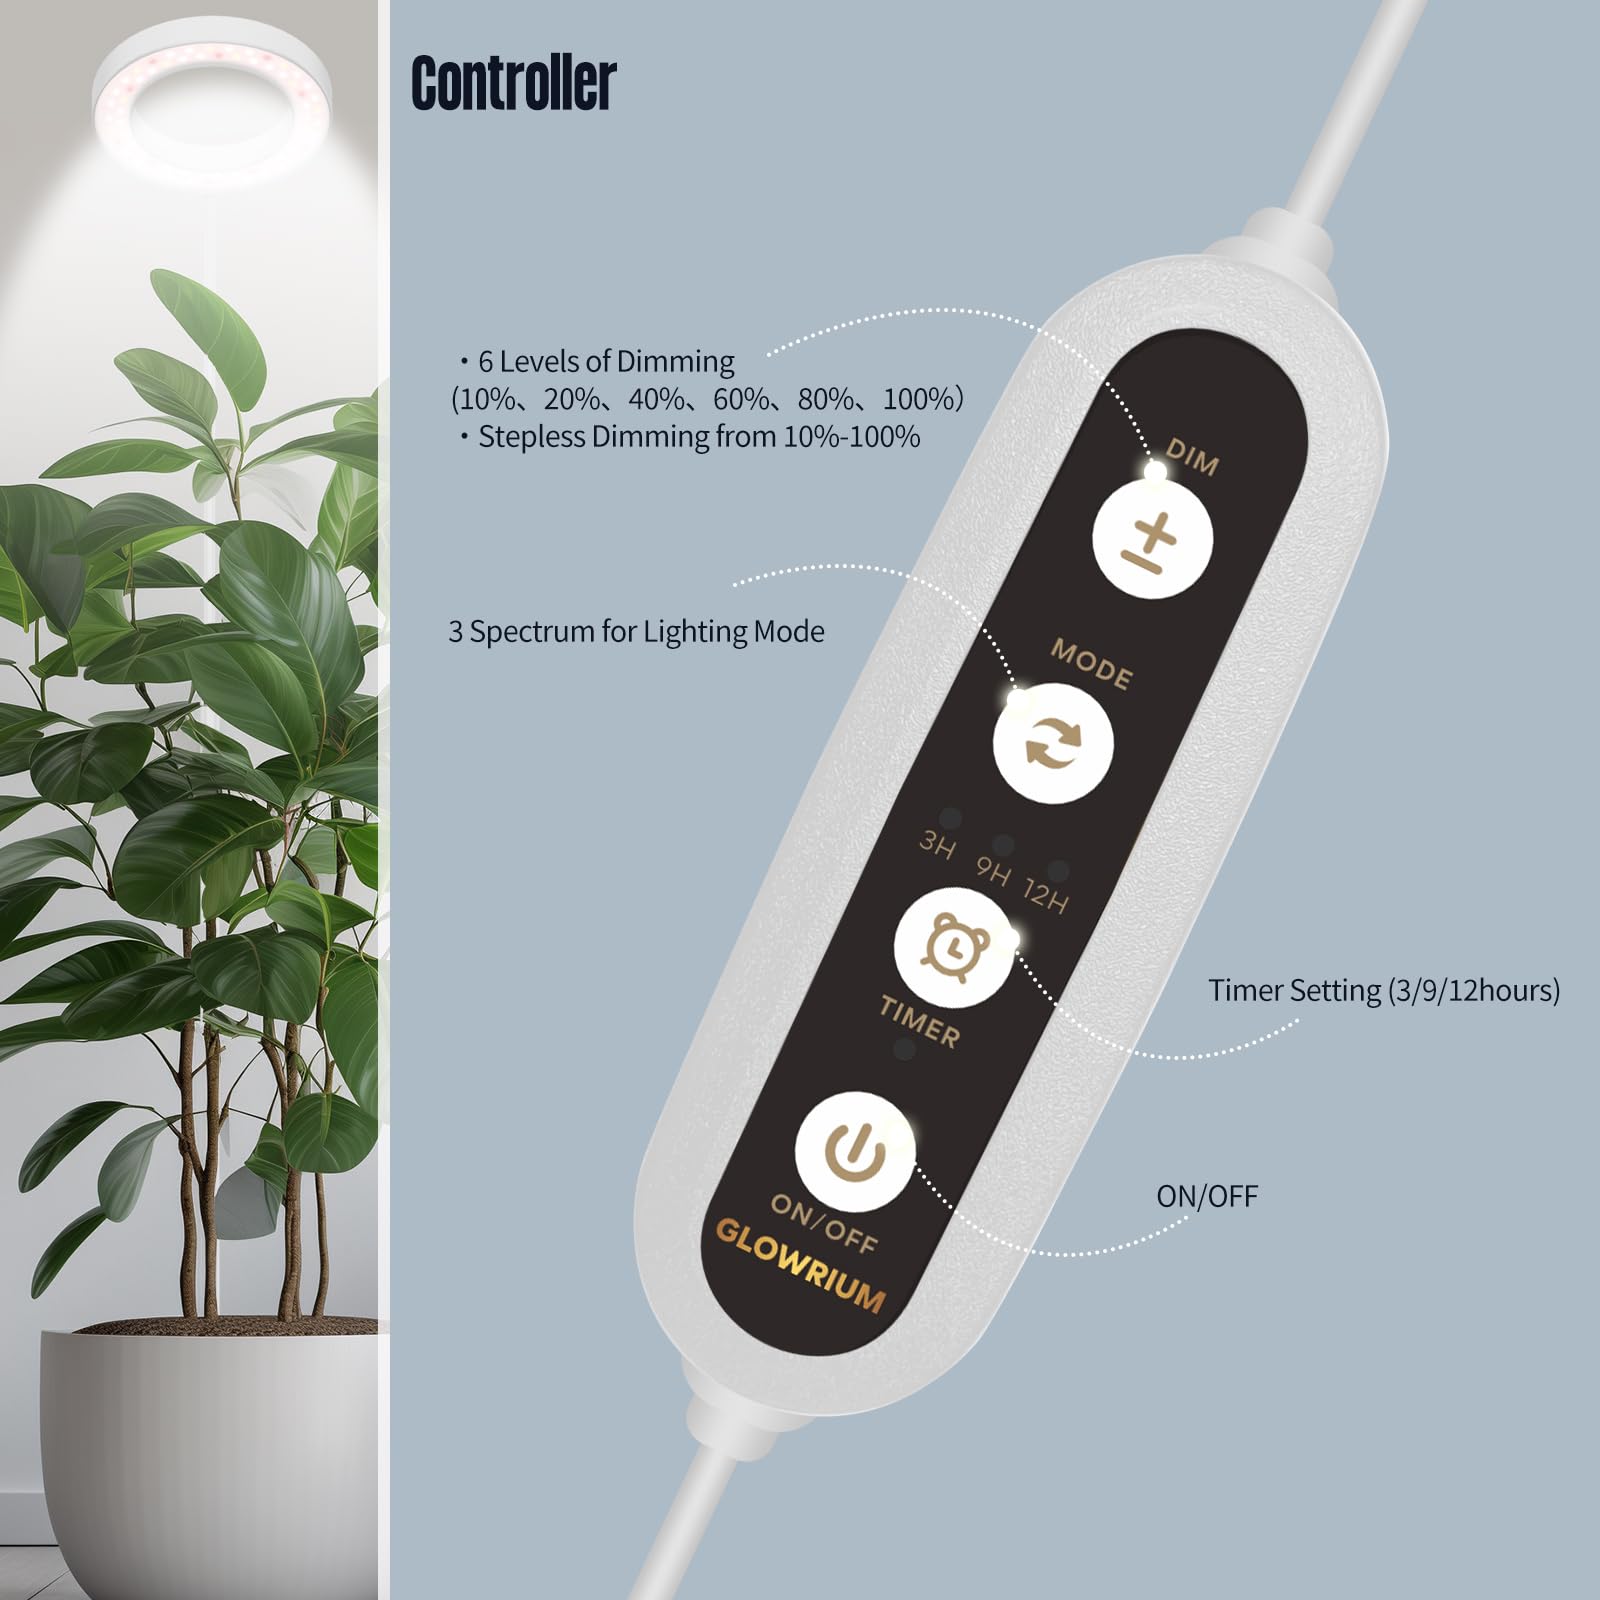 Controller
・6 Levels of Dimming
(10%、20%、40%、60%、80%、100%）
・Stepless Dimming from 10%-100%
3 Spectrum for Lighting Mode
DIM
MODE
3H 9H 12H
TIMER
Timer Setting (3/9/12hours)
ON/OFF
ON/OFF
GLOWRIUM